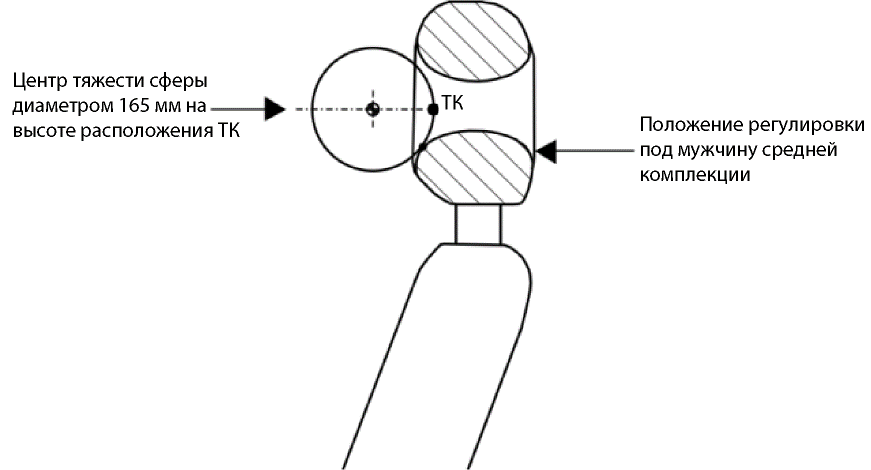 Центр тяжести сферы
диаметром 165 мм на
высоте расположения ТК
ТК
Положение регулировки
под мужчину средней
комплекции